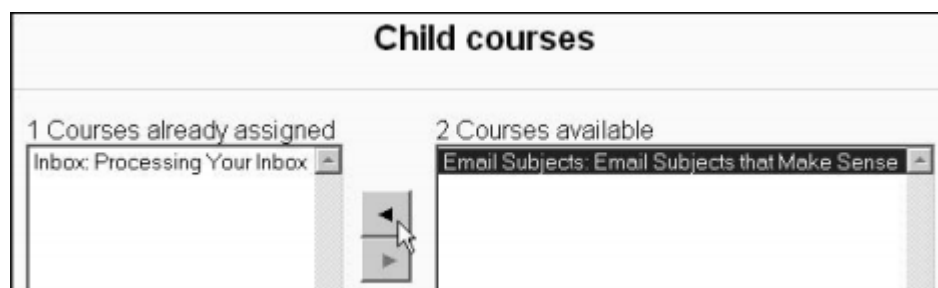 Child courses
1 Courses already assigned
2 Courses available
Inbox: Processing Your Inbox
Email Subjects: Email Subjects that Make Sense